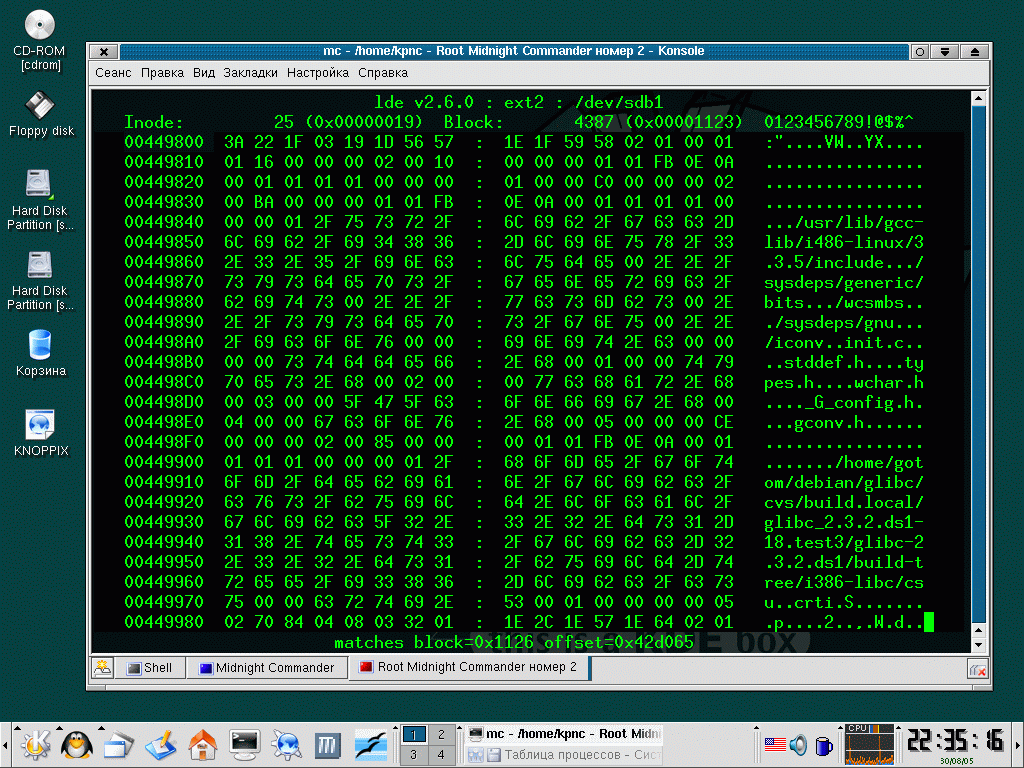 CD-ROM
[cdrom]
Floppy disk
Hard Disk
Partition [s...
Hard Disk
Partition [s...
Корзина
KNOPPIX
mc - /home/kpnc - Root Midnight Commander номер 2 - Konsole
Сеанс Правка Вид Закладки Настройка Справка
lde v2.6.0 : ext2 : /dev/sdb1
Inode: 25 (0x00000019) Block: 4387 (0x00001123) 0123456789!@$%^
00449800 3A 22 1F 03 19 1D 56 57 : 1E 1F 59 58 02 01 00 01 :"....VW..YX....
00449810 01 16 00 00 00 02 00 10 : 00 00 00 01 01 FB 0E 0A ................
00449820 00 01 01 01 01 00 00 00 : 01 00 00 C0 00 00 00 02 ................
00449830 00 BA 00 00 00 01 01 FB : 0E 0A 00 01 01 01 01 00 ................
00449840 00 00 01 2F 75 73 72 2F : 6C 69 62 2F 67 63 63 2D .../usr/lib/gcc-
00449850 6C 69 62 2F 69 34 38 36 : 2D 6C 69 6E 75 78 2F 33 lib/i486-linux/3
00449860 2E 33 2E 35 2F 69 6E 63 : 6C 75 64 65 00 2E 2E 2F .3.5/include.../
00449870 73 79 73 64 65 70 73 2F : 67 65 6E 65 72 69 63 2F sysdeps/generic/
00449880 62 69 74 73 00 2E 2E 2F : 77 63 73 6D 62 73 00 2E bits.../wcsmbs..
00449890 2E 2F 73 79 73 64 65 70 : 73 2F 67 6E 75 00 2E 2E ./sysdeps/gnu...
004498A0 2F 69 63 6F 6E 76 00 00 : 69 6E 69 74 2E 63 00 00 /iconv..init.c..
004498B0 00 00 73 74 64 64 65 66 : 2E 68 00 01 00 00 74 79 ..stddef.h....ty
004498C0 70 65 73 2E 68 00 02 00 : 00 77 63 68 61 72 2E 68 pes.h....wchar.h
004498D0 00 03 00 00 5F 47 5F 63 : 6F 6E 66 69 67 2E 68 00 ...._G_config.h.
004498E0 04 00 00 67 63 6F 6E 76 : 2E 68 00 05 00 00 00 CE ...gconv.h......
004498F0 00 00 00 02 00 85 00 00 : 00 01 01 FB 0E 0A 00 01 ................
00449900 01 01 01 00 00 00 01 2F : 68 6F 6D 65 2F 67 6F 74 ......./home/got
00449910 6F 6D 2F 64 65 62 69 61 : 6E 2F 67 6C 69 62 63 2F om/debian/glibc/
00449920 63 76 73 2F 62 75 69 6C : 64 2E 6C 6F 63 61 6C 2F cvs/build.local/
00449930 67 6C 69 62 63 5F 32 2E : 33 2E 32 2E 64 73 31 2D glibc_2.3.2.ds1-
00449940 31 38 2E 74 65 73 74 33 : 2F 67 6C 69 62 63 2D 32 18.test3/glibc-2
00449950 2E 33 2E 32 2E 64 73 31 : 2F 62 75 69 6C 64 2D 74 .3.2.ds1/build-t
00449960 72 65 65 2F 69 33 38 36 : 2D 6C 69 62 63 2F 63 73 ree/i386-libc/cs
00449970 75 00 00 63 72 74 69 2E : 53 00 01 00 00 00 00 05 u..crti.S.......
00449980 02 70 84 04 08 03 32 01 : 1E 2C 1E 57 1E 64 02 01 .p....2..,.W.d..
matches block=0x1126 offset=0x42d065
box
Shell Midnight Commander Root Midnight Commander номер 2
1 2
3 4
mc - /home/kpnc - Root Midn
Таблица процессов - Сис
CPU
22:35:16
30/08/05